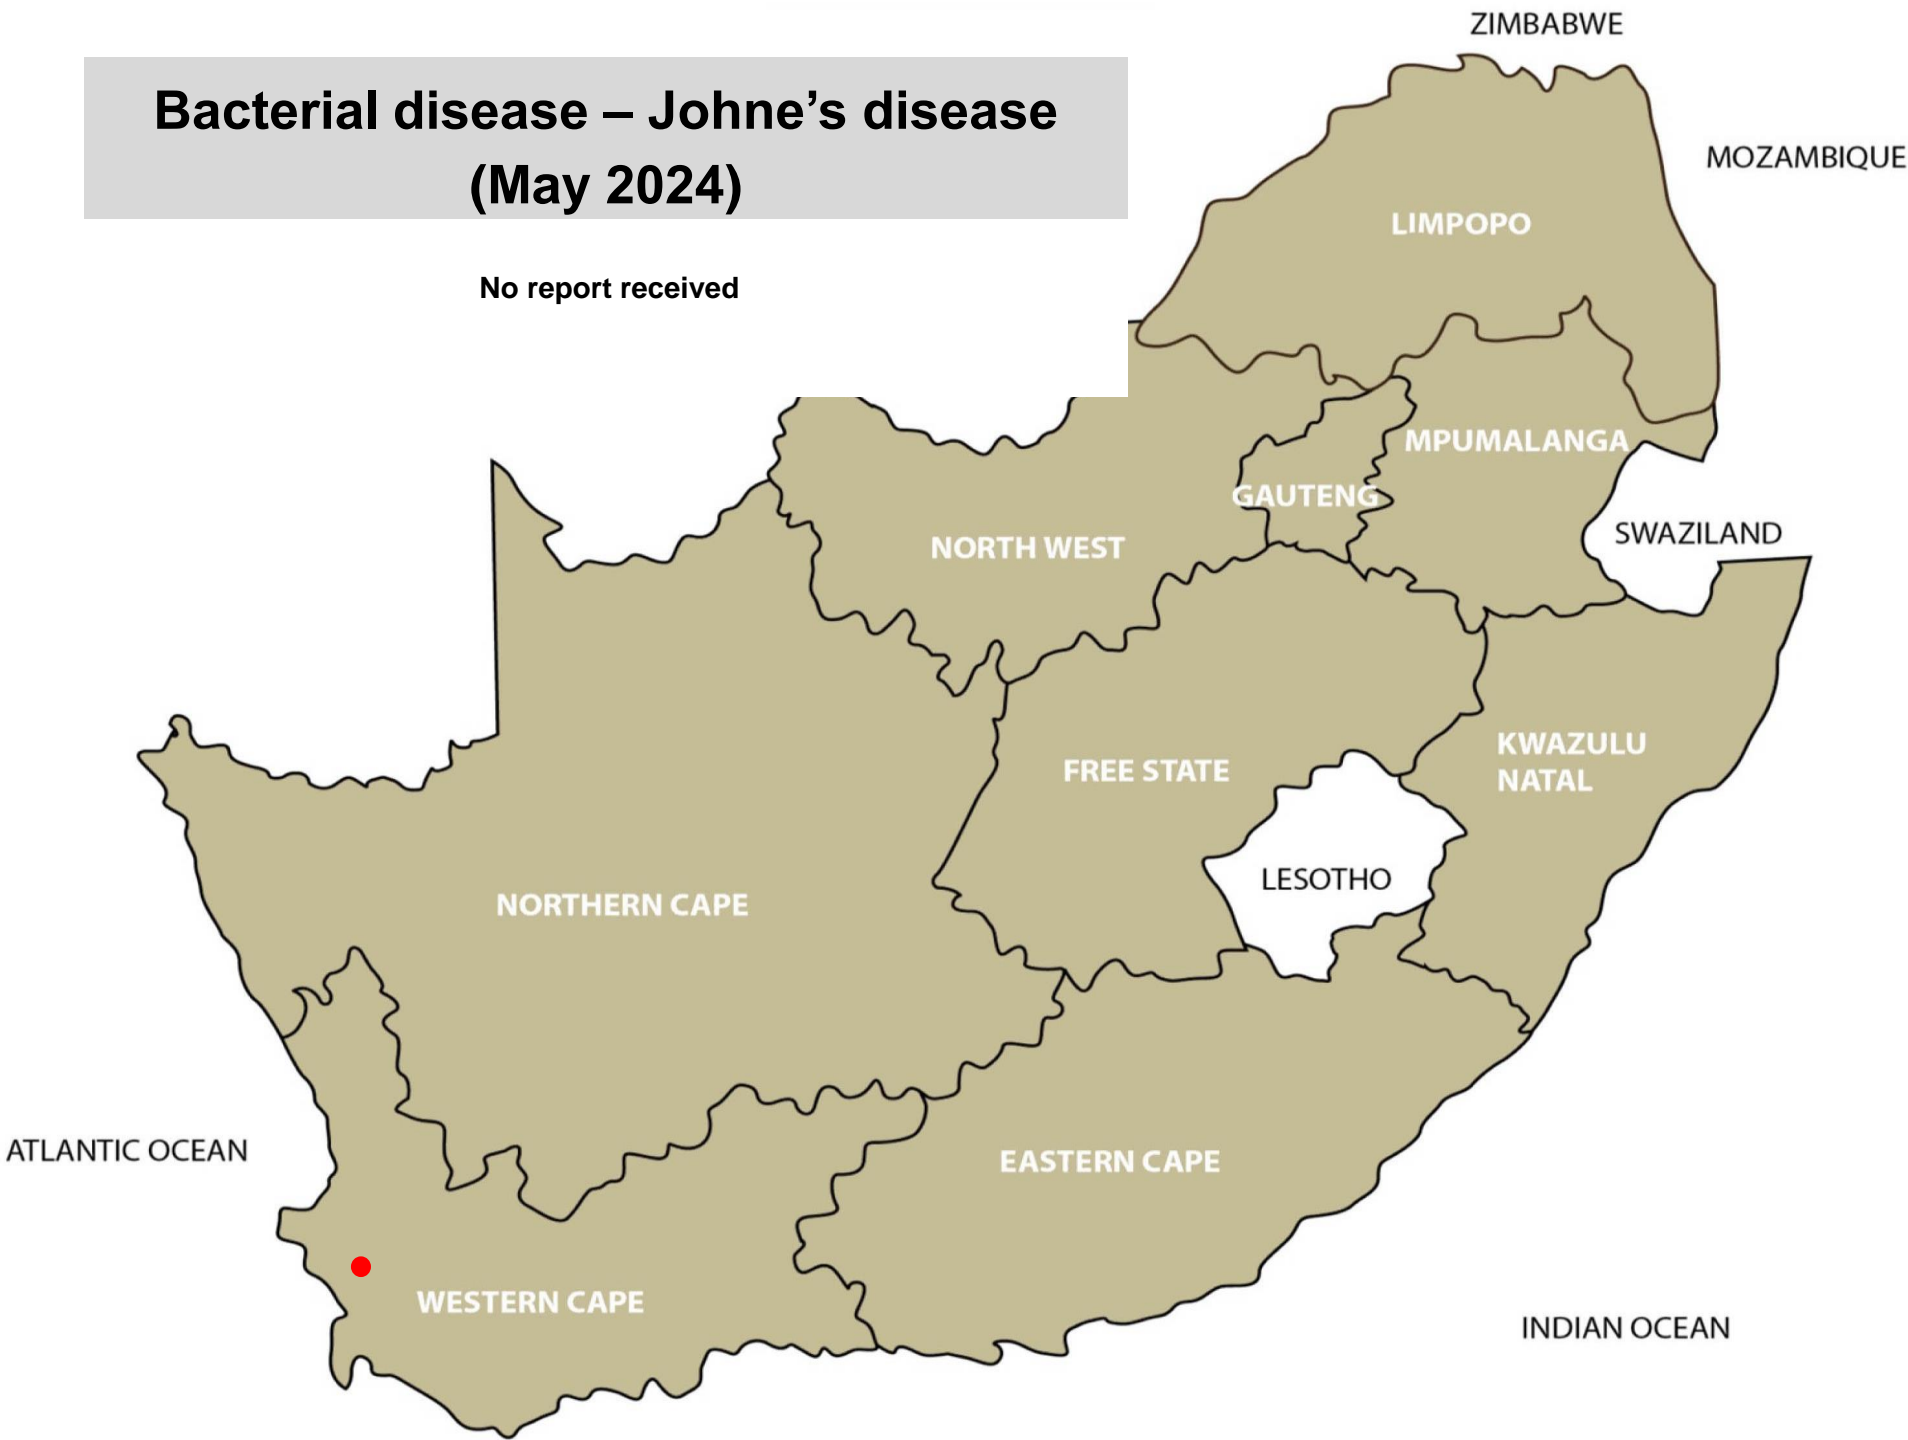 ZIMBABWE
Bacterial disease – Johne’s disease
(May 2024)
MOZAMBIQUE
LIMPOPO
No report received
MPUMALANGA
GAUTENG
SWAZILAND
NORTH WEST
KWAZULU
NATAL
FREE STATE
LESOTHO
NORTHERN CAPE
ATLANTIC OCEAN
EASTERN CAPE
WESTERN CAPE
INDIAN OCEAN